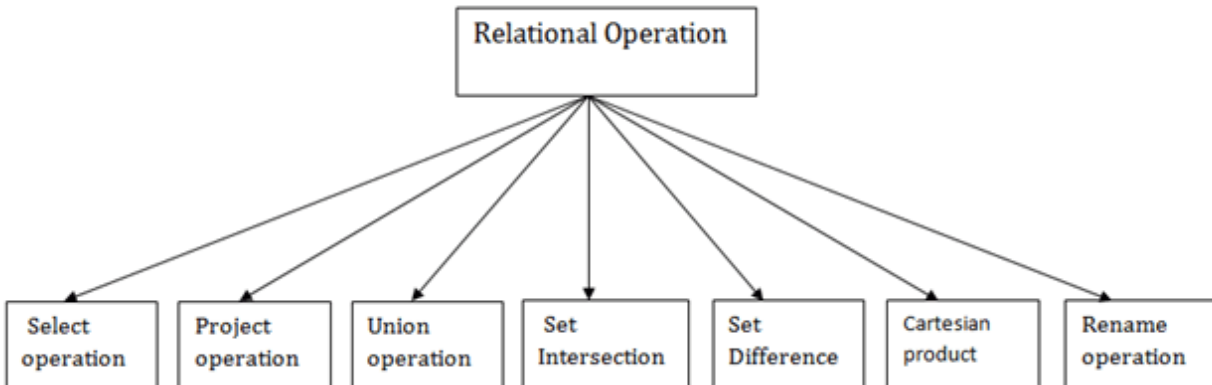 Relational Operation
Select
operation
Project
operation
Union
operation
Set
Intersection
Set
Difference
Cartesian
product
Rename
operation